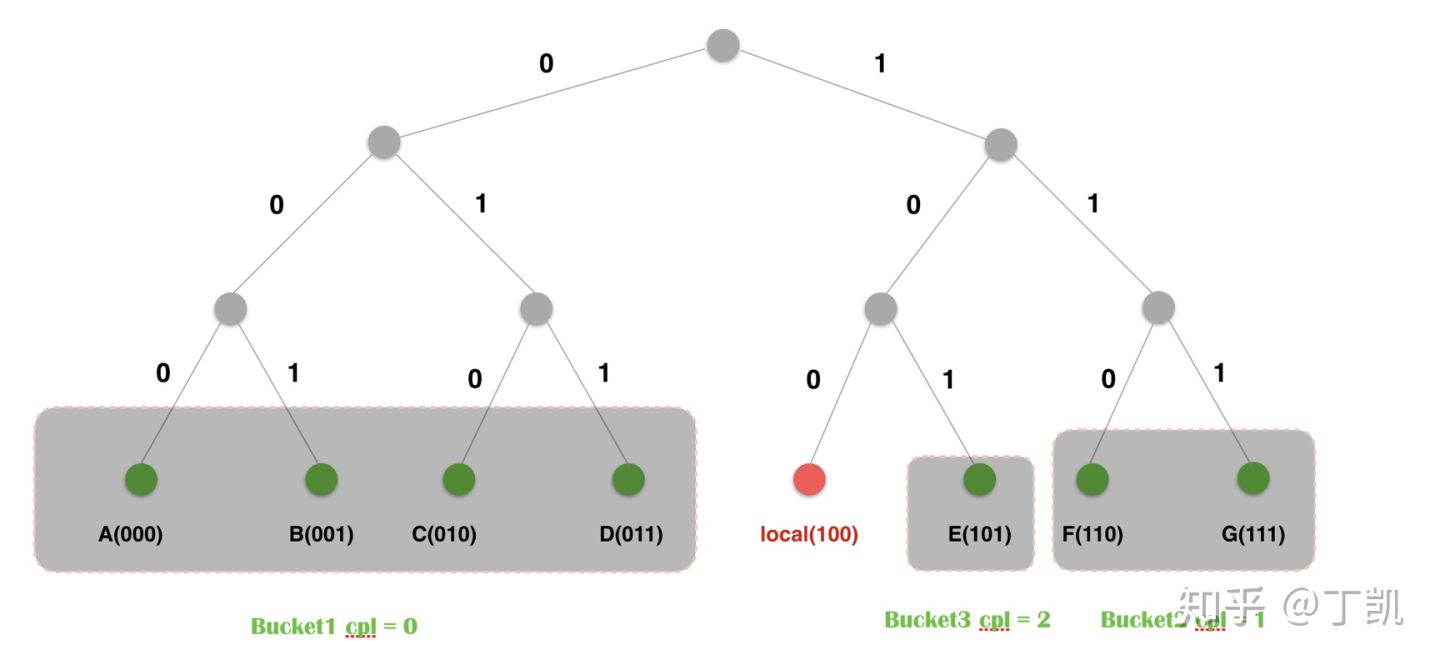 0
1
0
1
0
1
0
1
0
1
0
1
0
1
A(000)
B(001)
C(010)
D(011)
local(100)
E(101)
F(110)
G(111)
Bucket1 cpl = 0
Bucket3 cpl = 2
Bucket2 cpl = 1
知乎 @丁凯